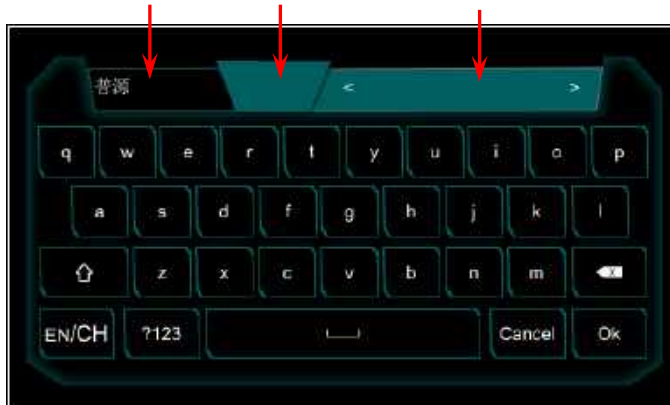 普源 < >
q w e r t y u i o p
a s d f g h j k l
z x c v b n m x
EN/CH ?123 Cancel Ok